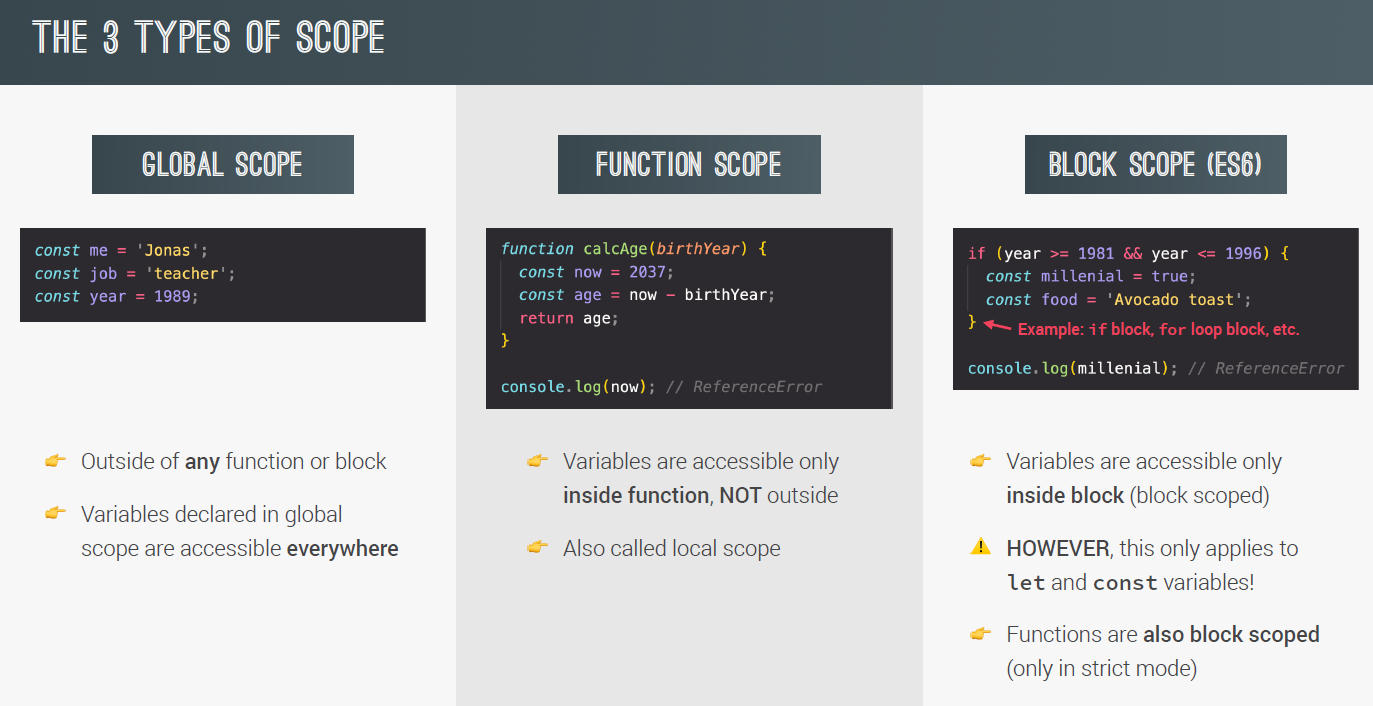 THE 3 TYPES OF SCOPE
GLOBAL SCOPE
const me = 'Jonas';
const job = 'teacher';
const year = 1989;
👉 Outside of any function or block
👉 Variables declared in global
scope are accessible everywhere
FUNCTION SCOPE
function calcAge(birthYear) {
  const now = 2037;
  const age = now - birthYear;
  return age;
}
console.log(now); // ReferenceError
👉 Variables are accessible only
inside function, NOT outside
👉 Also called local scope
BLOCK SCOPE (ES6)
if (year >= 1981 && year <= 1996) {
  const millenial = true;
  const food = 'Avocado toast';
} Example: if block, for loop block, etc.
console.log(millenial); // ReferenceError
👉 Variables are accessible only
inside block (block scoped)
⚠️ HOWEVER, this only applies to
let and const variables!
👉 Functions are also block scoped
(only in strict mode)